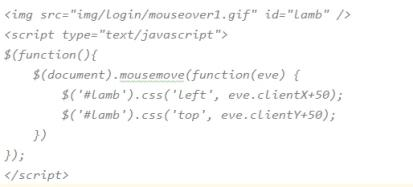 <img src="img/login/mouseover1.gif" id="lamb" />
<script type="text/javascript">
$(function(){
    $(document).mousemove(function(eve) {
        $('#lamb').css('left', eve.clientX+50);
        $('#lamb').css('top', eve.clientY+50);
    })
});
</script>